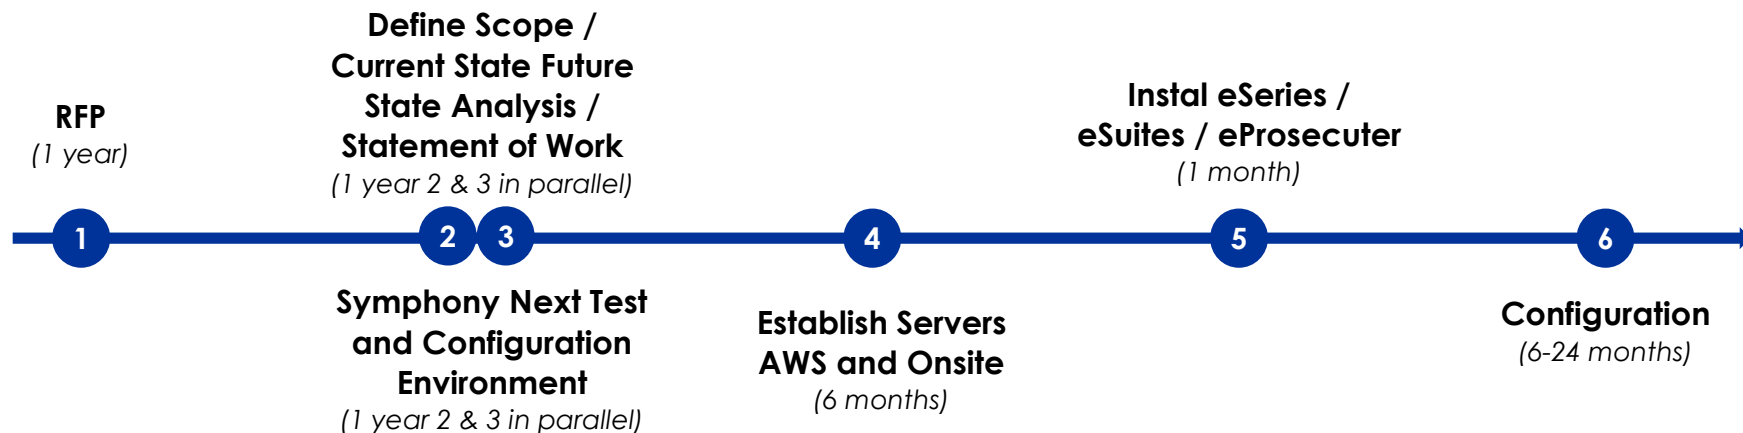 RFP
(1 year)
1
Define Scope /
Current State Future
State Analysis /
Statement of Work
(1 year 2 & 3 in parallel)
2
3
Symphony Next Test
and Configuration
Environment
(1 year 2 & 3 in parallel)
4
Establish Servers
AWS and Onsite
(6 months)
Instal eSeries /
eSuites / eProsecuter
(1 month)
5
6
Configuration
(6-24 months)